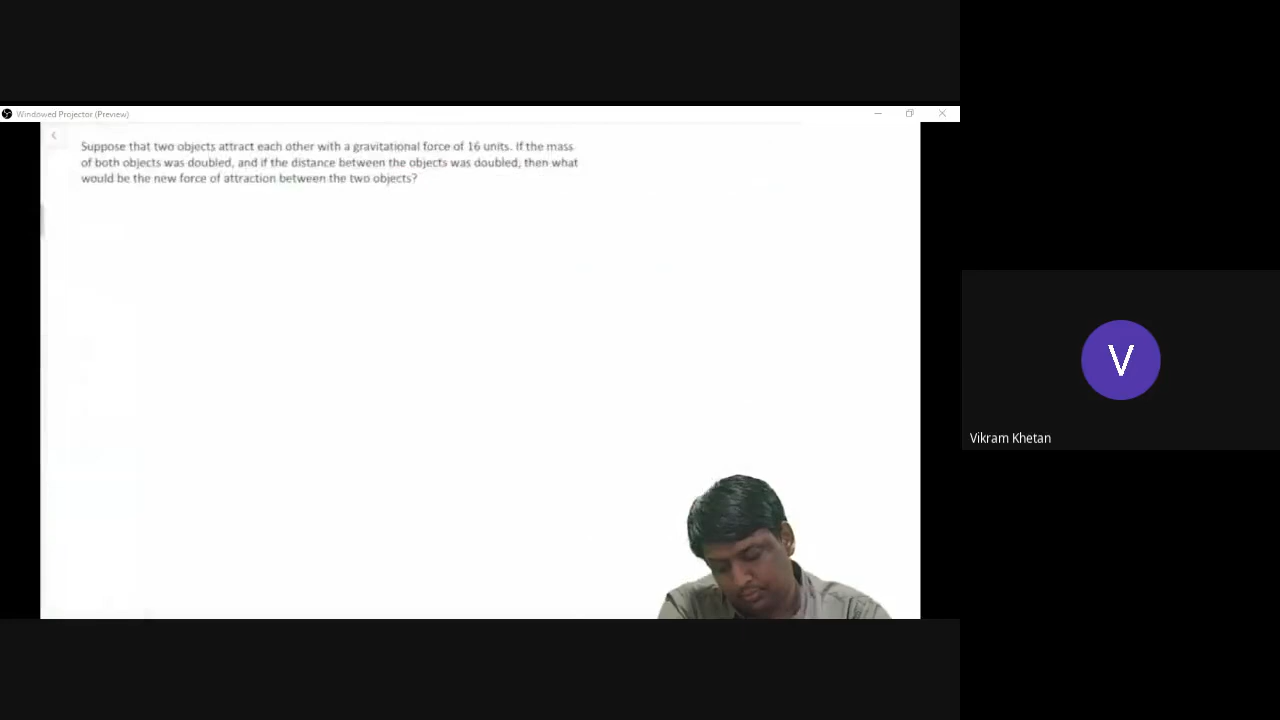 Windowed Projector (Preview)
Suppose that two objects attract each other with a gravitational force of 16 units. If the mass
of both objects was doubled, and if the distance between the objects was doubled, then what
would be the new force of attraction between the two objects?
V
Vikram Khetan